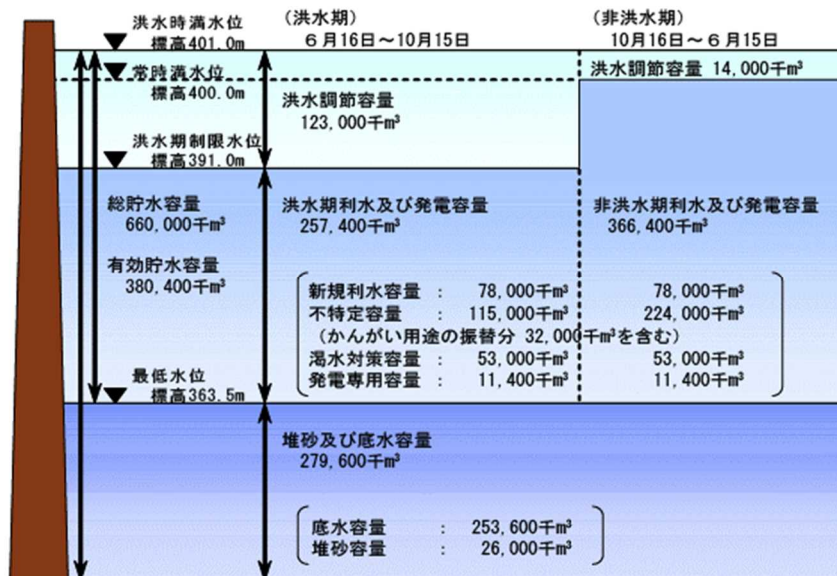 洪水時満水位
標高401.0m
(洪水期)
6月16日～10月15日
(非洪水期)
10月16日～6月15日
常時満水位
標高400.0m
洪水調節容量
123,000千m³
洪水調節容量 14,000千m³
洪水期制限水位
標高391.0m
総貯水容量
660,000千m³
有効貯水容量
380,400千m³
洪水期利水及び発電容量
257,400千m³
非洪水期利水及び発電容量
366,400千m³
新規利水容量 : 78,000千m³ 78,000千m³
不特定容量 : 115,000千m³ 224,000千m³
(かんがい用途の振替分 32,000千m³を含む)
渇水対策容量 : 53,000千m³ 53,000千m³
発電専用容量 : 11,400千m³ 11,400千m³
最低水位
標高363.5m
堆砂及び底水容量
279,600千m³
底水容量 : 253,600千m³
堆砂容量 : 26,000千m³